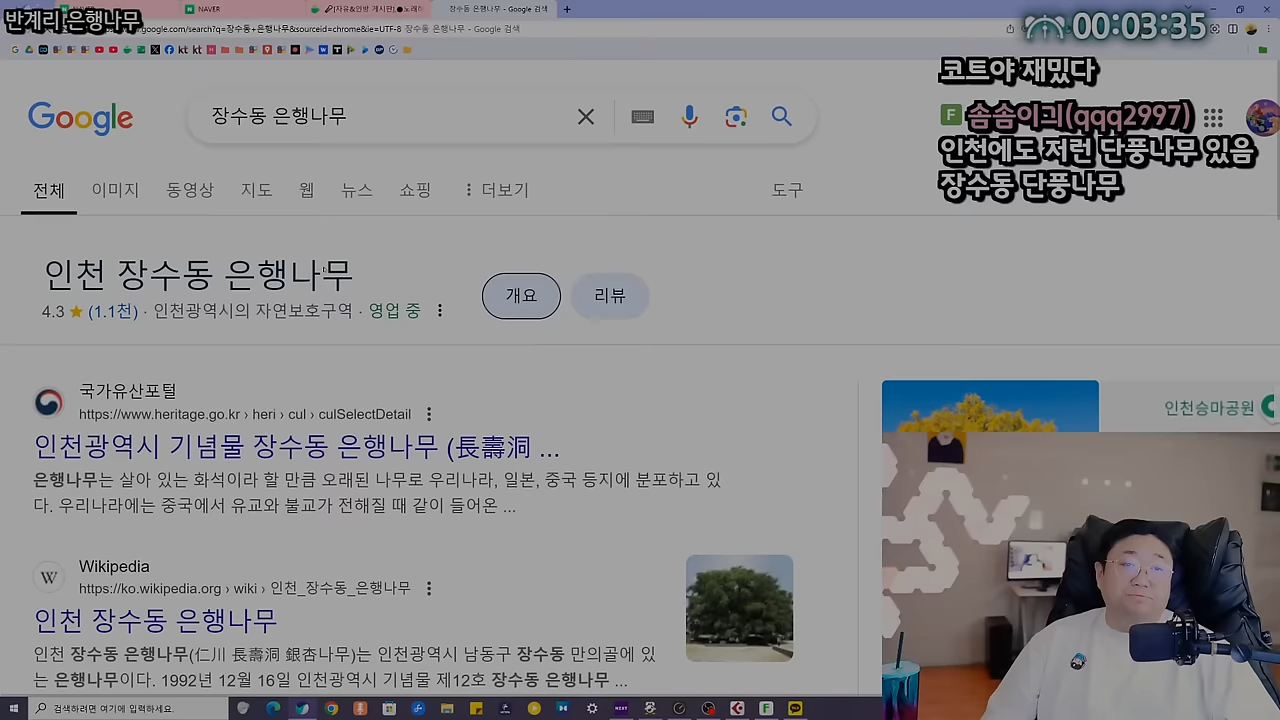 반계리 은행나무
NAVER
장수동 은행나무 - Google 검색
00:03:35
코트야 재밌다
솜솜이긔(qqq2997)
인천에도 저런 단풍나무 있음
장수동 단풍나무
Google
장수동 은행나무
전체 이미지 동영상 지도 웹 뉴스 쇼핑 더보기 도구
인천 장수동 은행나무
4.3 (1.1천) · 인천광역시의 자연보호구역 · 영업 중
개요 리뷰
국가유산포털
https://www.heritage.go.kr › heri › cul › culSelectDetail
인천광역시 기념물 장수동 은행나무 (長壽洞 ...
은행나무는 살아 있는 화석이라 할 만큼 오래된 나무로 우리나라, 일본, 중국 등지에 분포하고 있
다. 우리나라에는 중국에서 유교와 불교가 전해질 때 같이 들어온 ...
인천승마공원
Wikipedia
https://ko.wikipedia.org › wiki › 인천_장수동_은행나무
인천 장수동 은행나무
인천 장수동 은행나무(仁川 長壽洞 銀杏나무)는 인천광역시 남동구 장수동 만의골에 있
는 은행나무이다. 1992년 12월 16일 인천광역시 기념물 제12호 장수동 은행나무 ...
검색하려면 여기에 입력하세요.